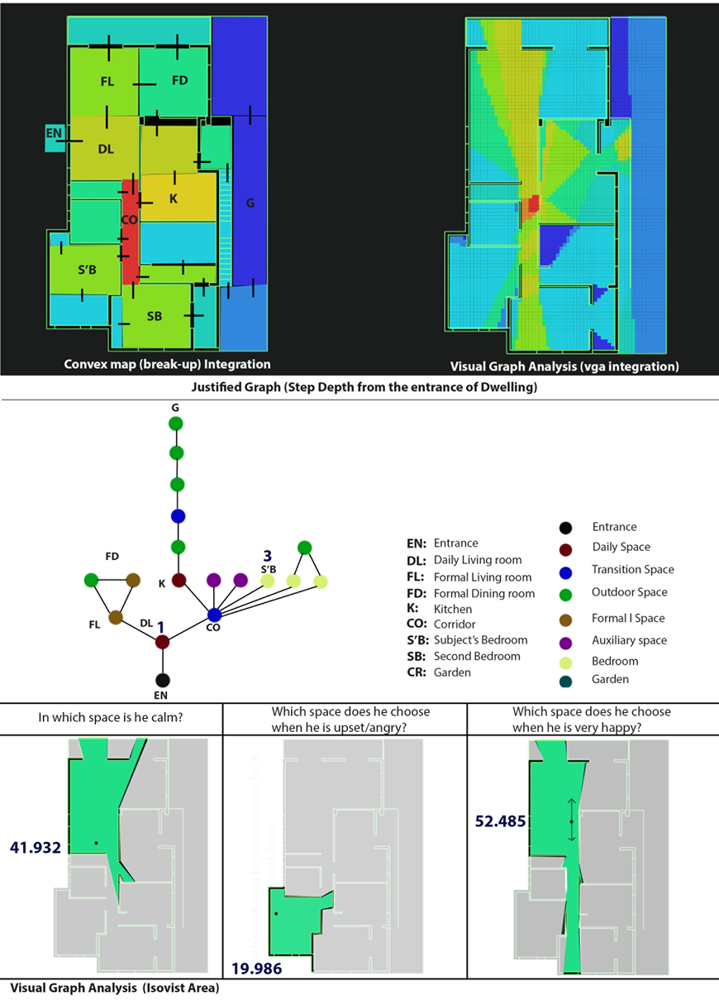 FL
FD
EN
DL
K
G
CO
S'B
SB
Convex map (break-up) Integration
Visual Graph Analysis (vga integration)
Justified Graph (Step Depth from the entrance of Dwelling)
G
FD
3
S'B
K
FL
DL
1
CO
EN
EN: Entrance
DL: Daily Living room
FL: Formal Living room
FD: Formal Dining room
K: Kitchen
CO: Corridor
S'B: Subject's Bedroom
SB: Second Bedroom
CR: Garden
Entrance
Daily Space
Transition Space
Outdoor Space
Formal l Space
Auxiliary space
Bedroom
Garden
In which space is he calm?
Which space does he choose
when he is upset/angry?
Which space does he choose
when he is very happy?
41.932
19.986
52.485
Visual Graph Analysis (Isovist Area)